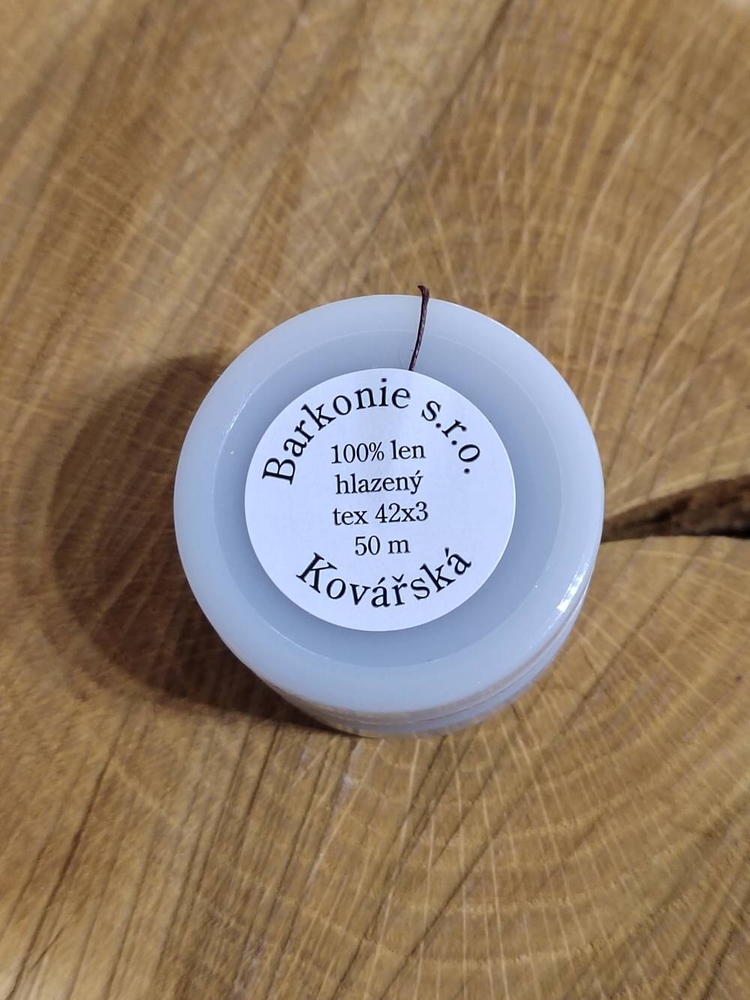 Barkonie s.r.o.
100% len
hlazený
tex 42x3
50 m
Kovářská